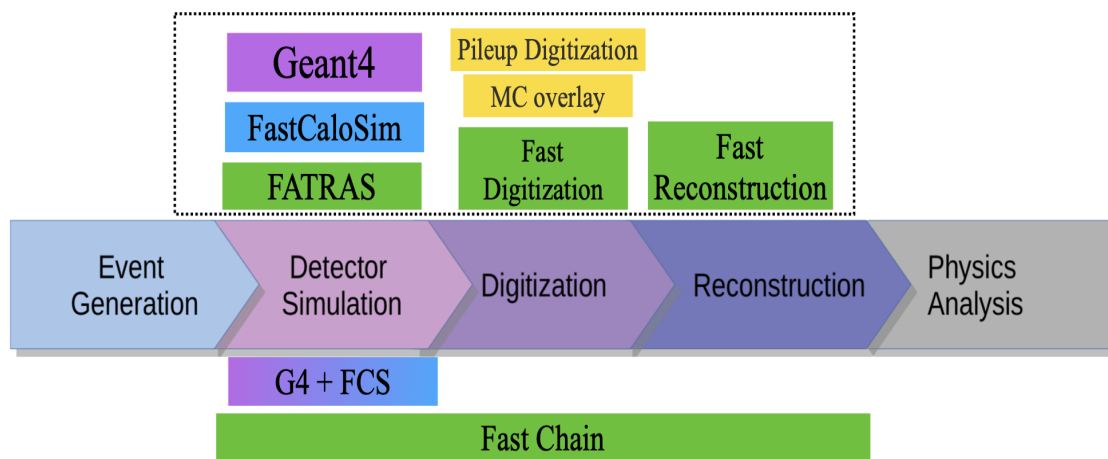 Geant4
FastCaloSim
FATRAS
Pileup Digitization
MC overlay
Fast
Digitization
Fast
Reconstruction
Event
Generation
Detector
Simulation
Digitization
Reconstruction
Physics
Analysis
G4 + FCS
Fast Chain